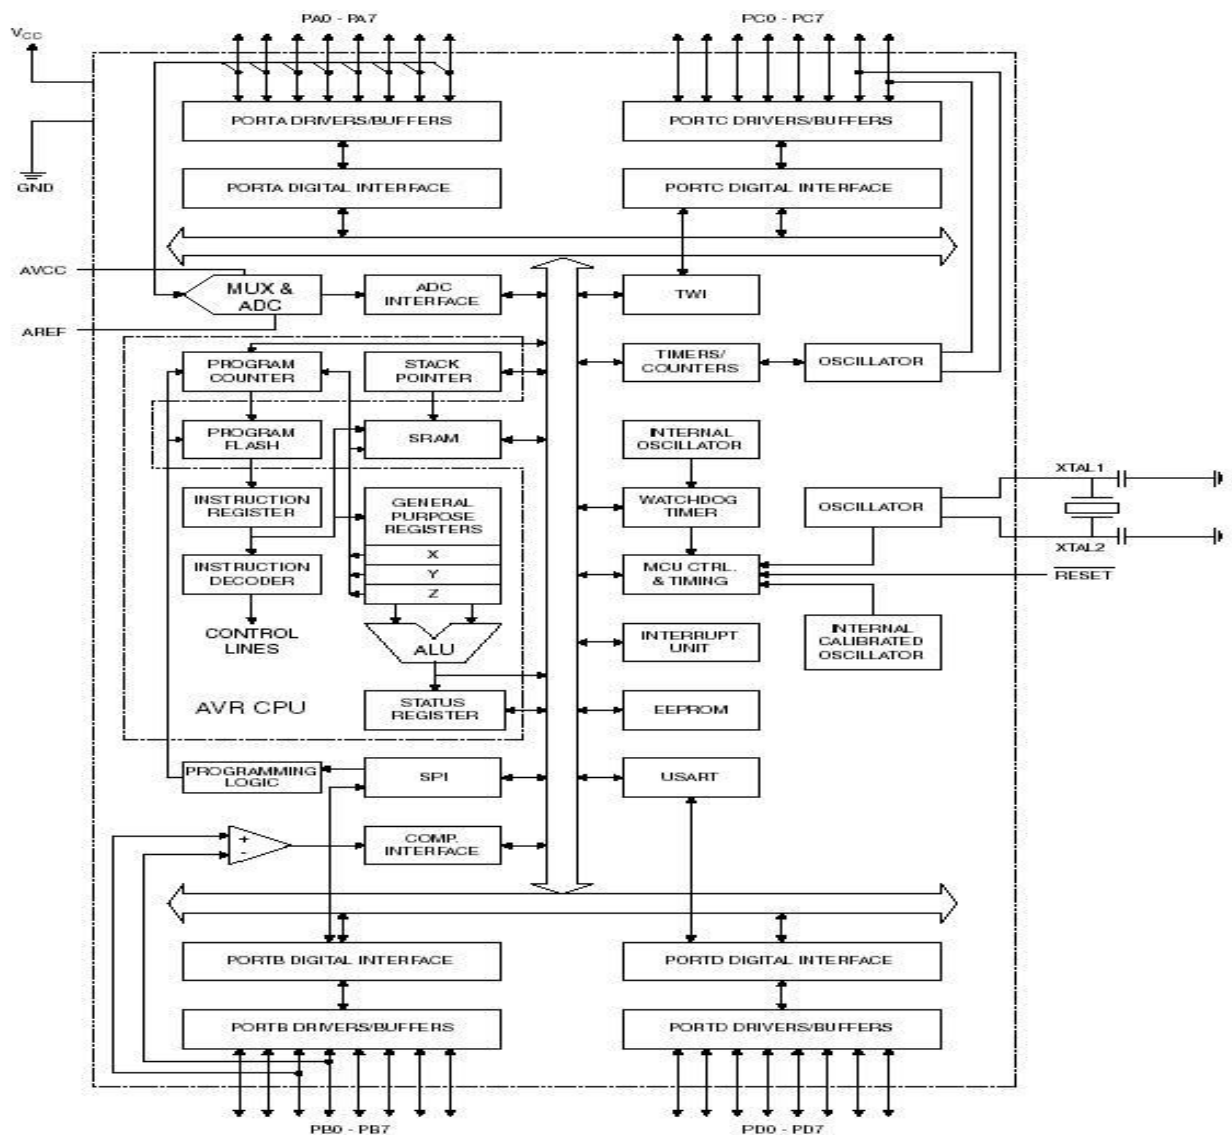 PA0 - PA7
PC0 - PC7
VCC
PORTA DRIVERS/BUFFERS
PORTC DRIVERS/BUFFERS
PORTA DIGITAL INTERFACE
PORTC DIGITAL INTERFACE
GND
AVCC
MUX &
ADC
ADC
INTERFACE
TWI
AREF
PROGRAM
COUNTER
STACK
POINTER
TIMERS/
COUNTERS
OSCILLATOR
PROGRAM
FLASH
SRAM
INTERNAL
OSCILLATOR
XTAL1
INSTRUCTION
REGISTER
GENERAL
PURPOSE
REGISTERS
WATCHDOG
TIMER
OSCILLATOR
X
XTAL2
INSTRUCTION
DECODER
Y
MCU CTRL.
& TIMING
RESET
Z
CONTROL
LINES
ALU
INTERRUPT
UNIT
INTERNAL
CALIBRATED
OSCILLATOR
AVR CPU
STATUS
REGISTER
EEPROM
PROGRAMMING
LOGIC
SPI
USART
+
-
COMP.
INTERFACE
PORTB DIGITAL INTERFACE
PORTD DIGITAL INTERFACE
PORTB DRIVERS/BUFFERS
PORTD DRIVERS/BUFFERS
PB0 - PB7
PD0 - PD7